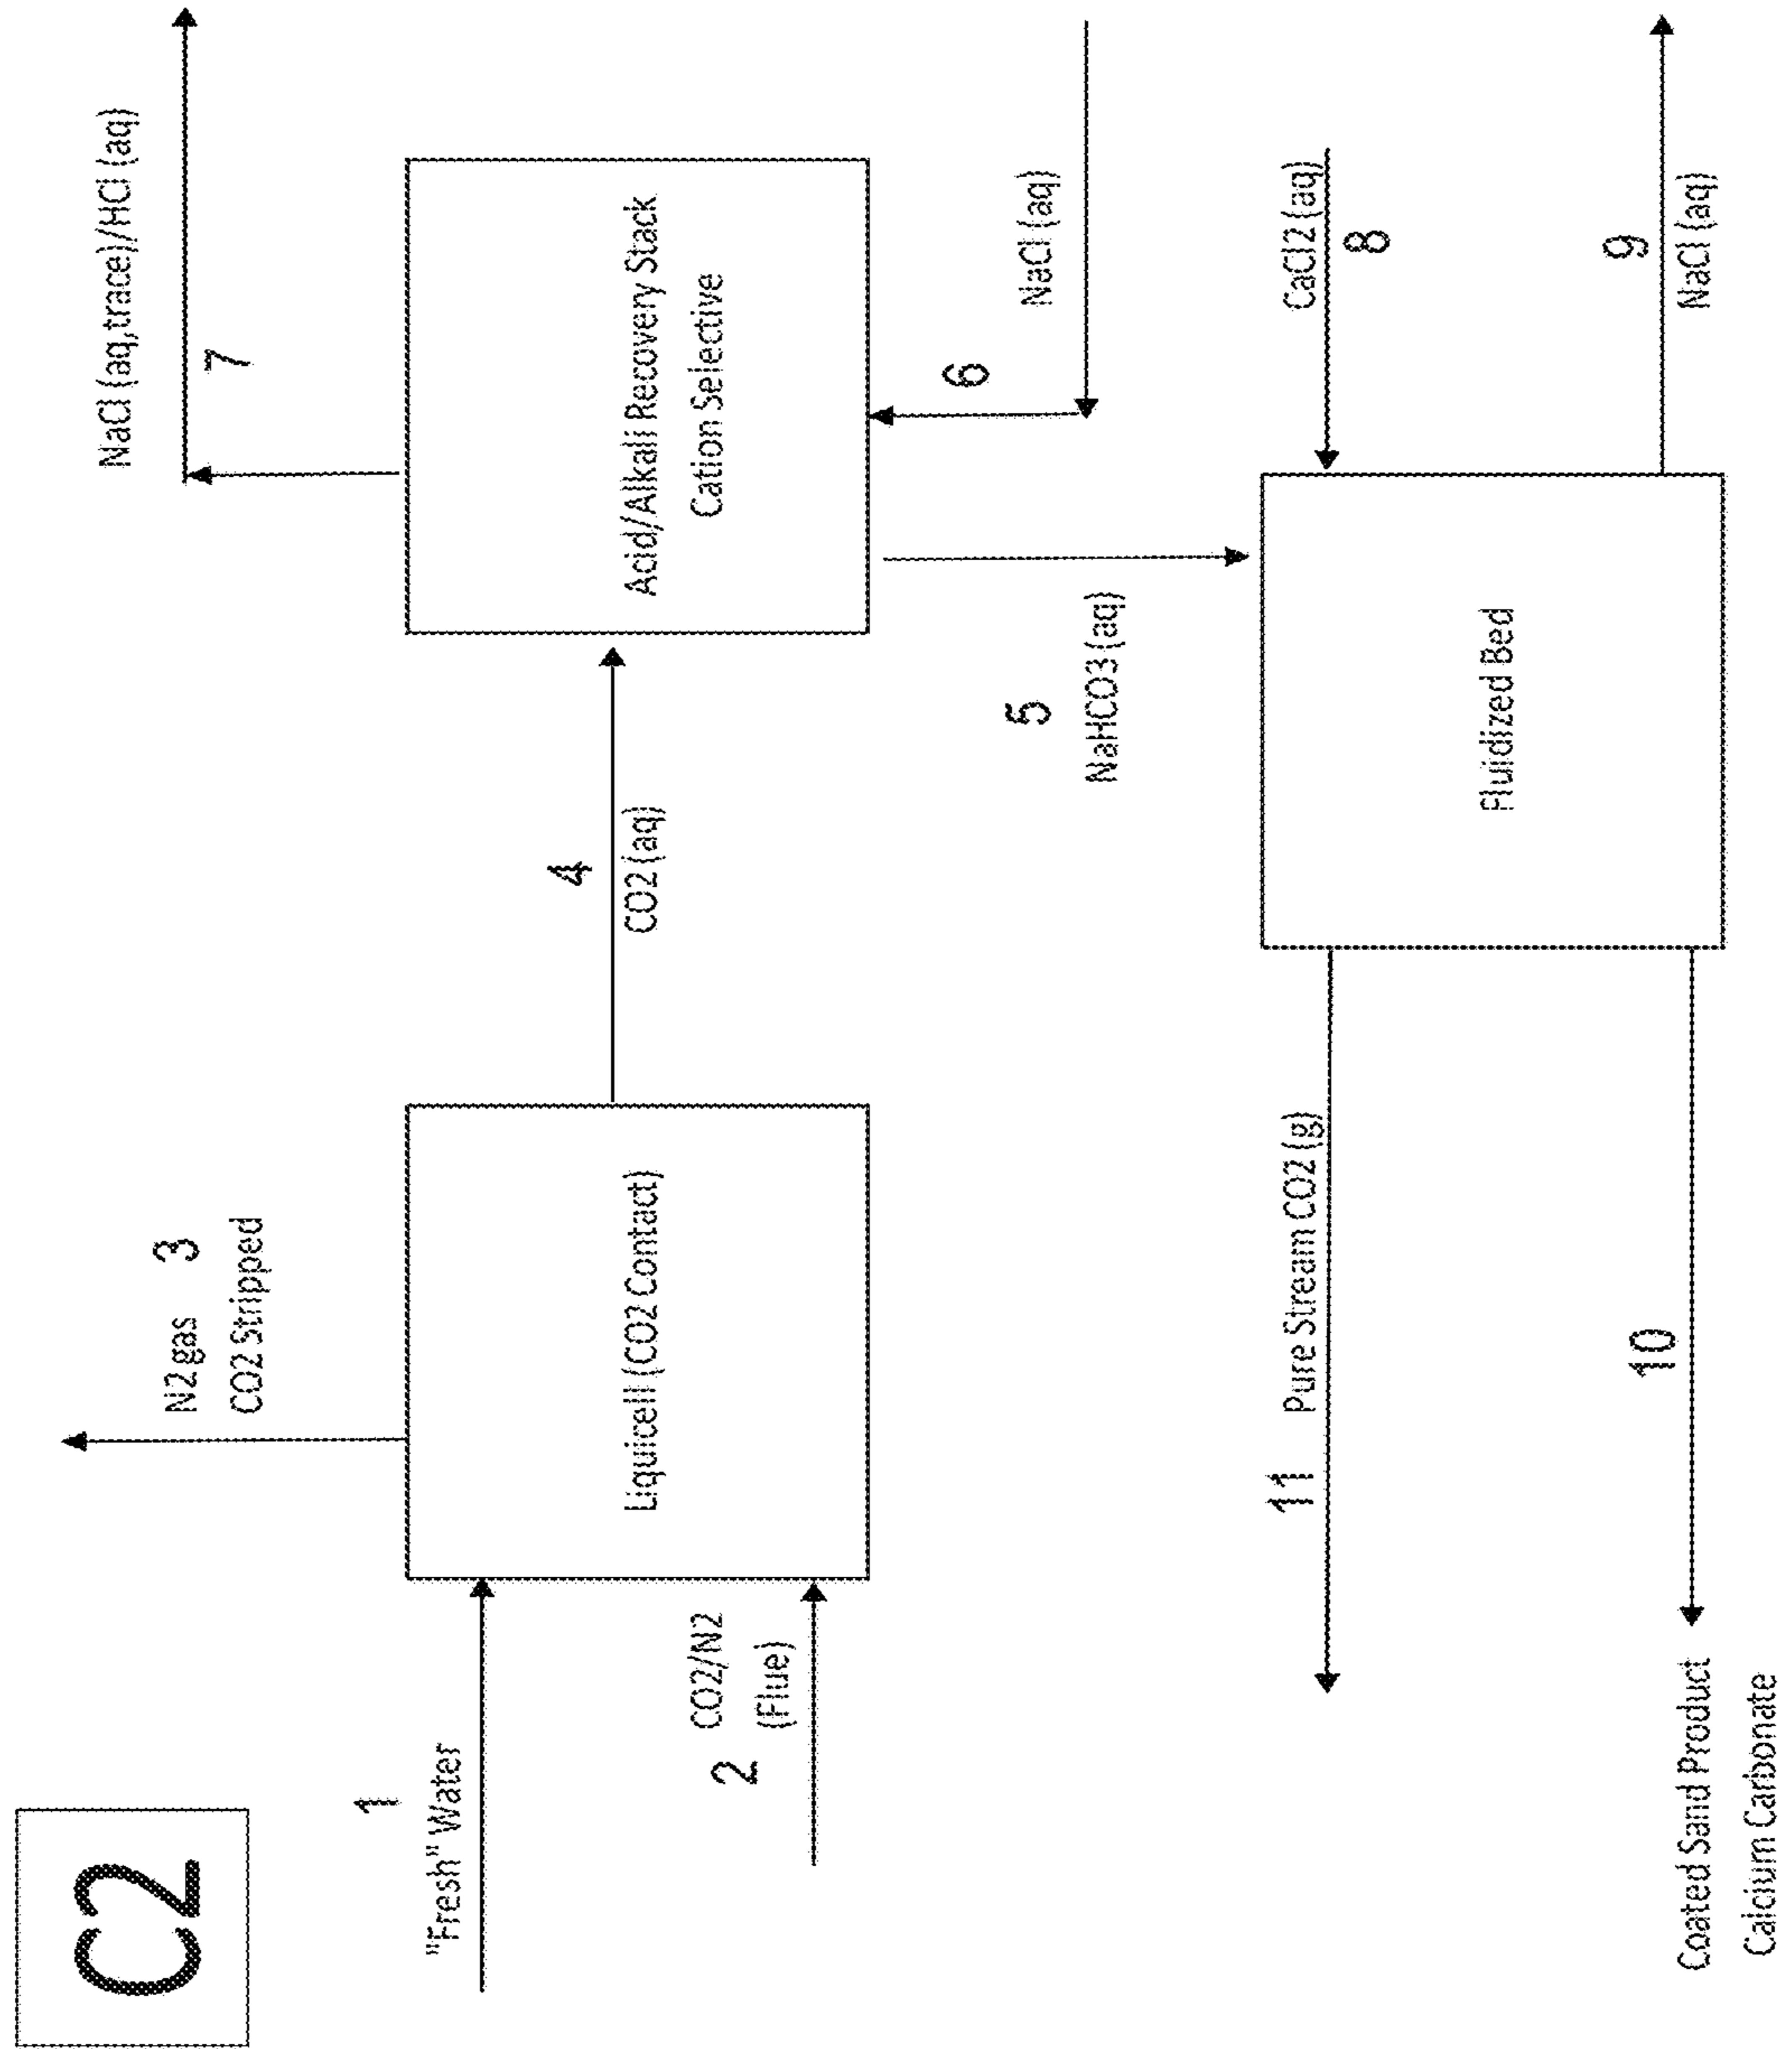 C2
N2 gas 3
CO2 Stripped
NaCl (aq,trace)/HCl (aq)
7
1
"Fresh" Water
Liquicell (CO2 Contact)
4
CO2 (aq)
Acid/Alkali Recovery Stack
Cation Selective
2 CO2/N2
(Flue)
5
NaHCO3 (aq)
6
NaCl (aq)
11 Pure Stream CO2 (g)
CaCl2 (aq)
8
Fluidized Bed
10
9
NaCl (aq)
Coated Sand Product
Calcium Carbonate